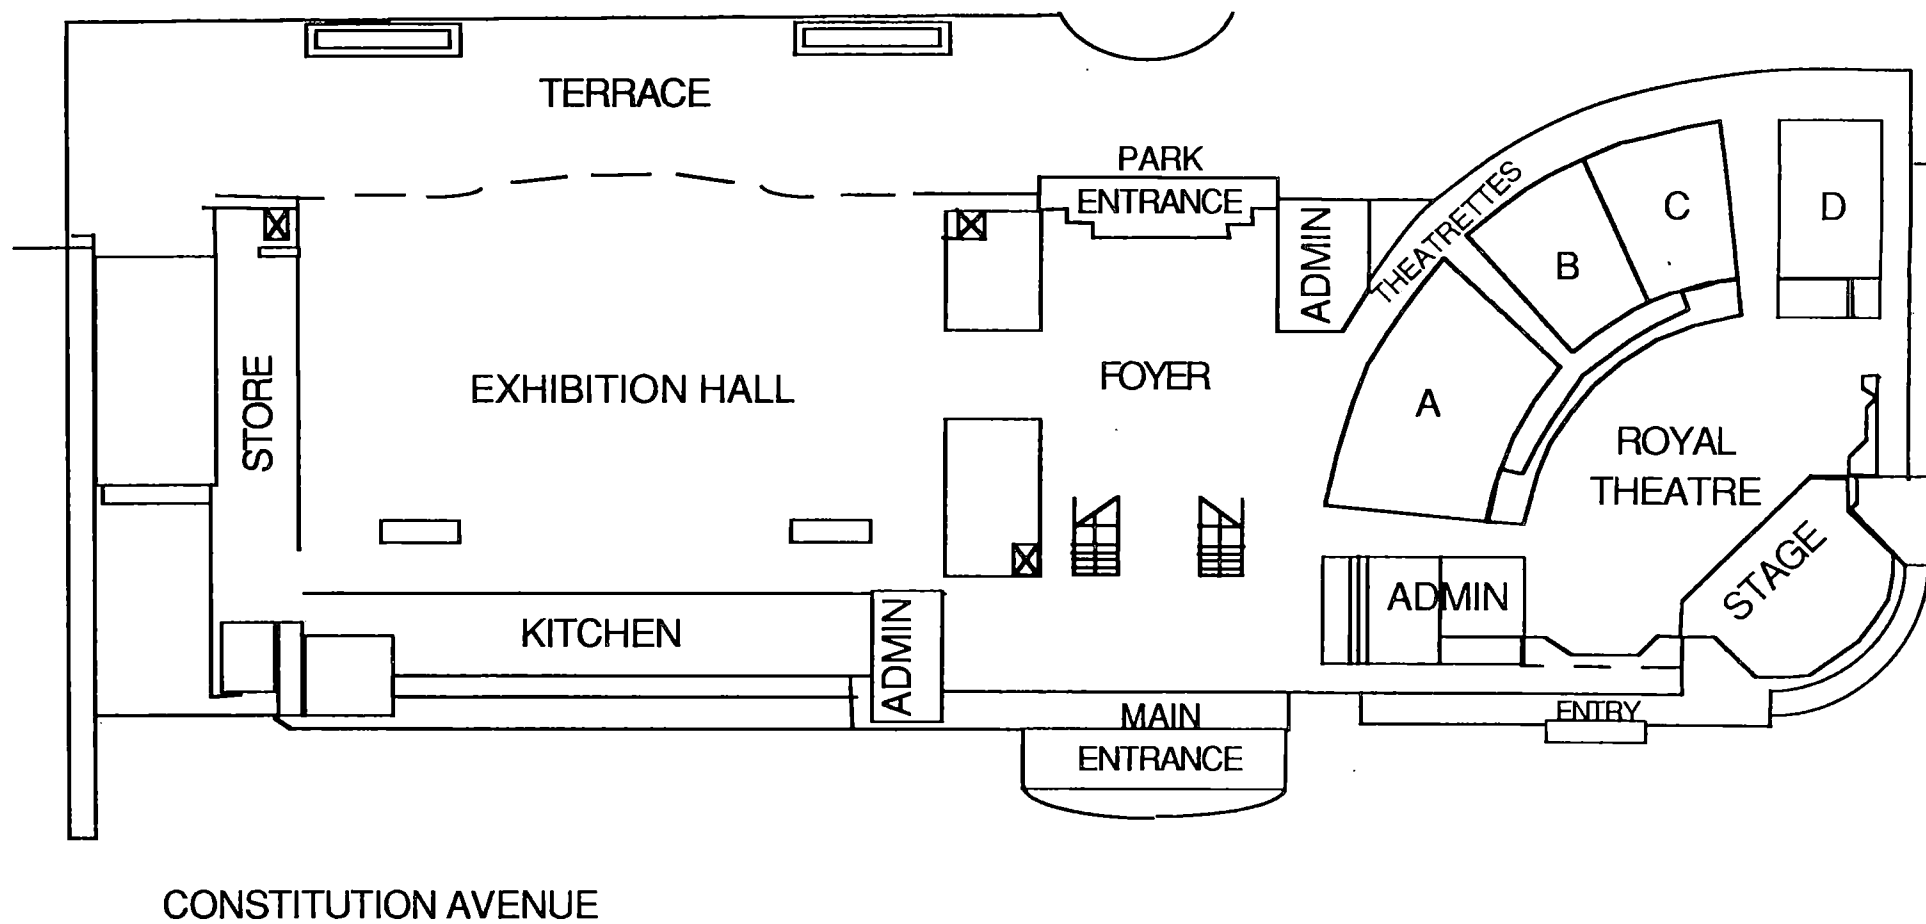 TERRACE
PARK
ENTRANCE
ADMIN
THEATRETTES
C
D
B
A
STORE
EXHIBITION HALL
FOYER
ROYAL
THEATRE
STAGE
ADMIN
KITCHEN
ADMIN
MAIN
ENTRANCE
ENTRY
CONSTITUTION AVENUE